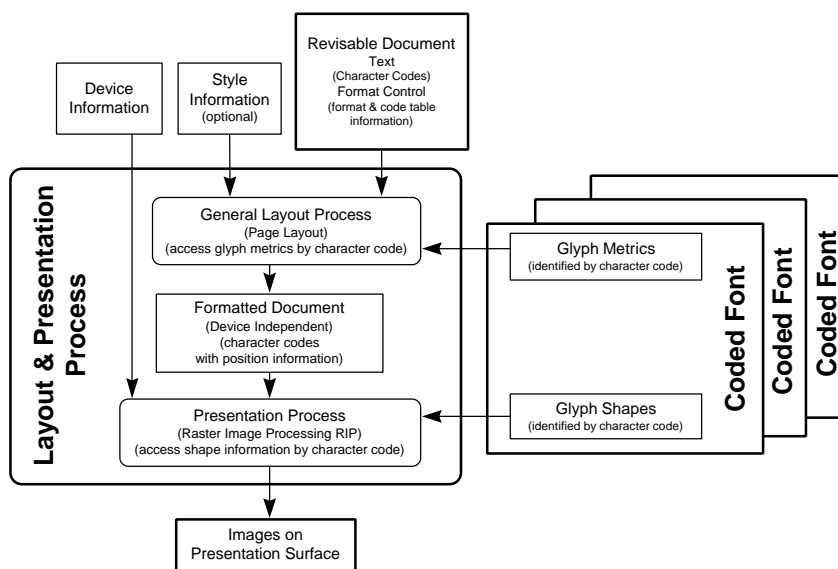 Revisable Document
Text
(Character Codes)
Format Control
(format & code table
information)
Device
Information
Style
Information
(optional)
Layout & Presentation
Process
General Layout Process
(Page Layout)
(access glyph metrics by character code)
Glyph Metrics
(identified by character code)
Formatted Document
(Device Independent)
(character codes
with position information)
Presentation Process
(Raster Image Processing RIP)
(access shape information by character code)
Glyph Shapes
(identified by character code)
Coded Font
Coded Font
Coded Font
Images on
Presentation Surface